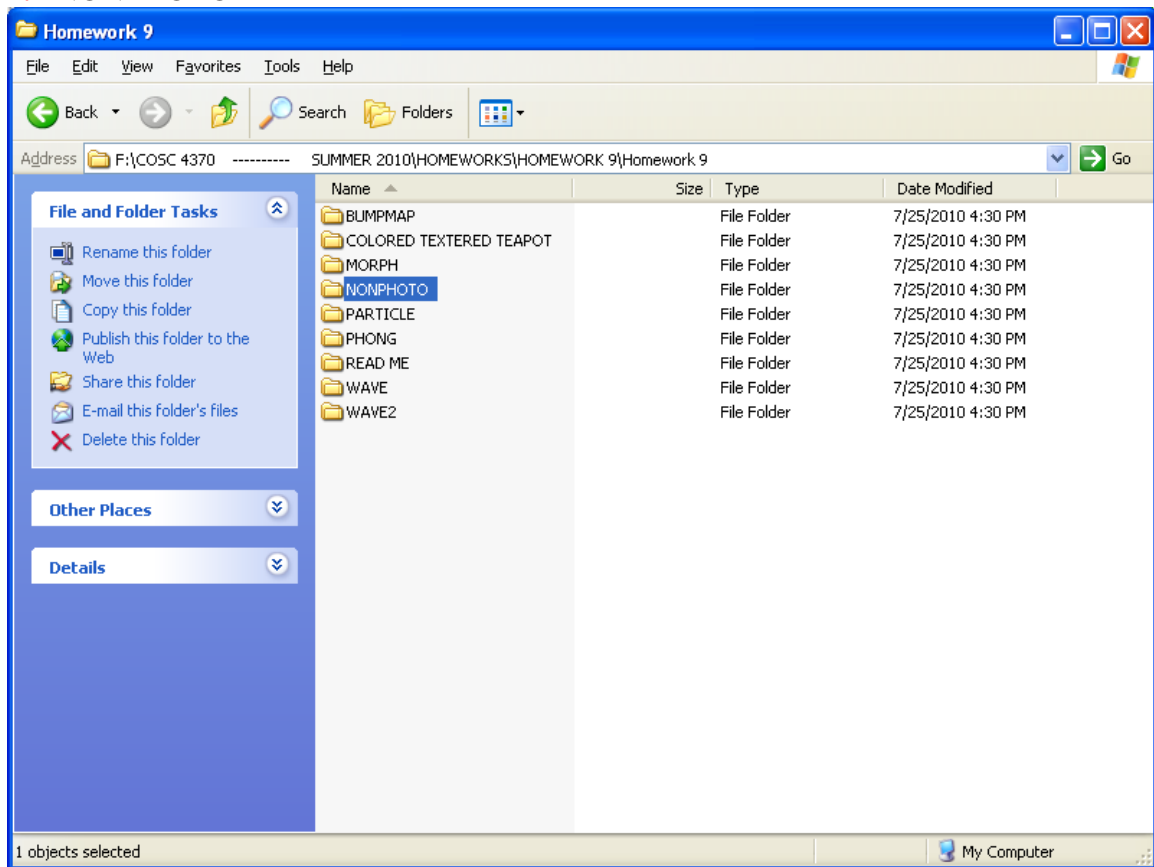 Homework 9
File Edit View Favorites Tools Help
Back Search Folders
Address F:\COSC 4370 ---------- SUMMER 2010\HOMEWORKS\HOMEWORK 9\Homework 9 Go
Name Size Type Date Modified
File and Folder Tasks
Rename this folder
Move this folder
Copy this folder
Publish this folder to the
Web
Share this folder
E-mail this folder's files
Delete this folder
Other Places
Details
BUMPMAP File Folder 7/25/2010 4:30 PM
COLORED TEXTERED TEAPOT File Folder 7/25/2010 4:30 PM
MORPH File Folder 7/25/2010 4:30 PM
NONPHOTO File Folder 7/25/2010 4:30 PM
PARTICLE File Folder 7/25/2010 4:30 PM
PHONG File Folder 7/25/2010 4:30 PM
READ ME File Folder 7/25/2010 4:30 PM
WAVE File Folder 7/25/2010 4:30 PM
WAVE2 File Folder 7/25/2010 4:30 PM
1 objects selected My Computer